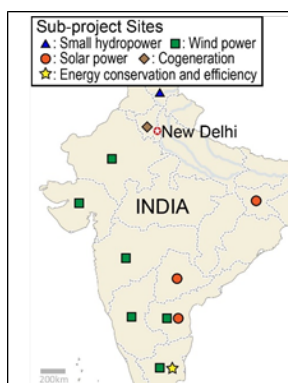 Sub-project Sites
: Small hydropower : Wind power
: Solar power : Cogeneration
: Energy conservation and efficiency
New Delhi
INDIA
200km